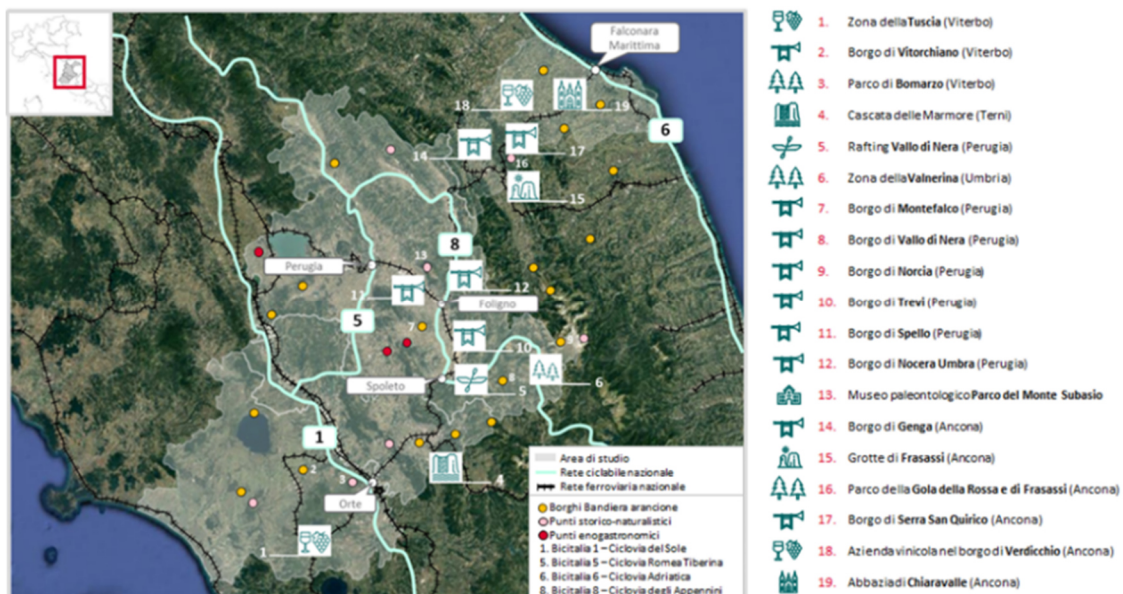 Falconara
Marittima
18
19
6
14
17
16
15
8
13
Perugia
12
11
Foligno
5
7
10
9
Spoleto
8
6
5
1
2
3
4
Orte
1
Area di studio
Rete ciclabile nazionale
Rete ferroviaria nazionale
Borghi Bandiera arancione
Punti storico-naturalistici
Punti enogastronomici
1. Bicitalia 1 – Ciclovia del Sole
5. Bicitalia 5 – Ciclovia Romea Tiberina
6. Bicitalia 6 – Ciclovia Adriatica
8. Bicitalia 8 – Ciclovia degli Appennini
1. Zona della Tuscia (Viterbo)
2. Borgo di Vitorchiano (Viterbo)
3. Parco di Bomarzo (Viterbo)
4. Cascata delle Marmore (Terni)
5. Rafting Vallo di Nera (Perugia)
6. Zona della Valnerina (Umbria)
7. Borgo di Montefalco (Perugia)
8. Borgo di Vallo di Nera (Perugia)
9. Borgo di Norcia (Perugia)
10. Borgo di Trevi (Perugia)
11. Borgo di Spello (Perugia)
12. Borgo di Nocera Umbra (Perugia)
13. Museo paleontologico Parco del Monte Subasio
14. Borgo di Genga (Ancona)
15. Grotte di Frasassi (Ancona)
16. Parco della Gola della Rossa e di Frasassi (Ancona)
17. Borgo di Serra San Quirico (Ancona)
18. Azienda vinicola nel borgo di Verdicchio (Ancona)
19. Abbazia di Chiaravalle (Ancona)